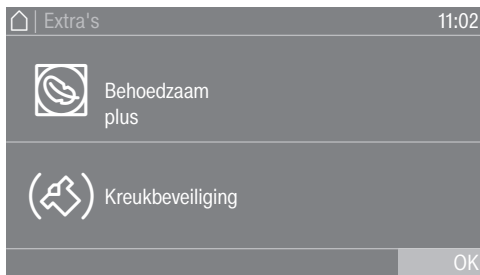 Extra's 11:02
Behoedzaam
plus
Kreukbeveiliging
OK